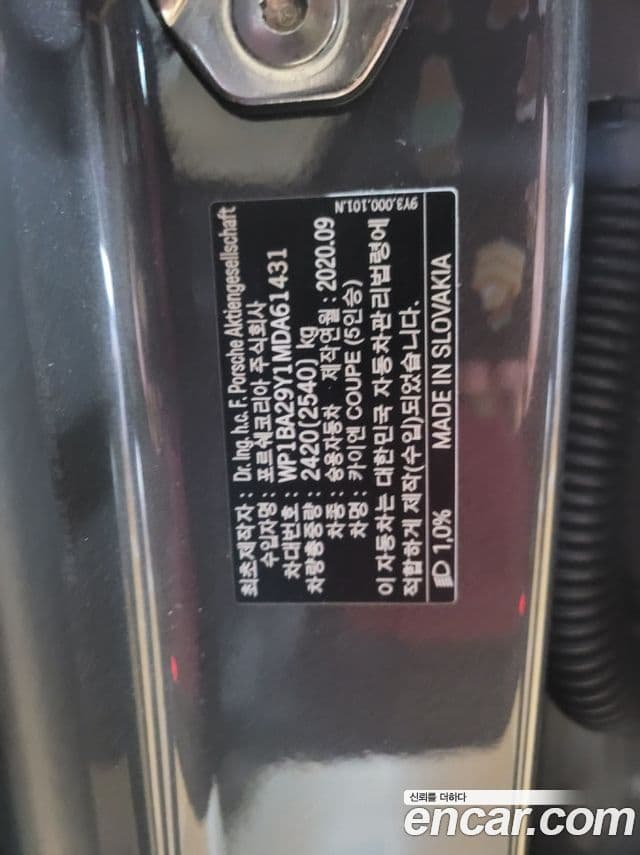 최초제작자 : Dr. Ing. h.c. F. Porsche Aktiengesellschaft
수입자명 : 포르쉐코리아 주식회사
차대번호 : WP1BA29Y1MDA61431
차량총중량 : 2420(2540) kg
차종 : 승용자동차 제작연월 : 2020.09
차명 : 카이엔 COUPE (5인승)
이 자동차는 대한민국 자동차관리법령에
적합하게 제작(수입)되었습니다.
1,0% MADE IN SLOVAKIA
9Y3.000.101.N
신뢰를 더하다
encar.com